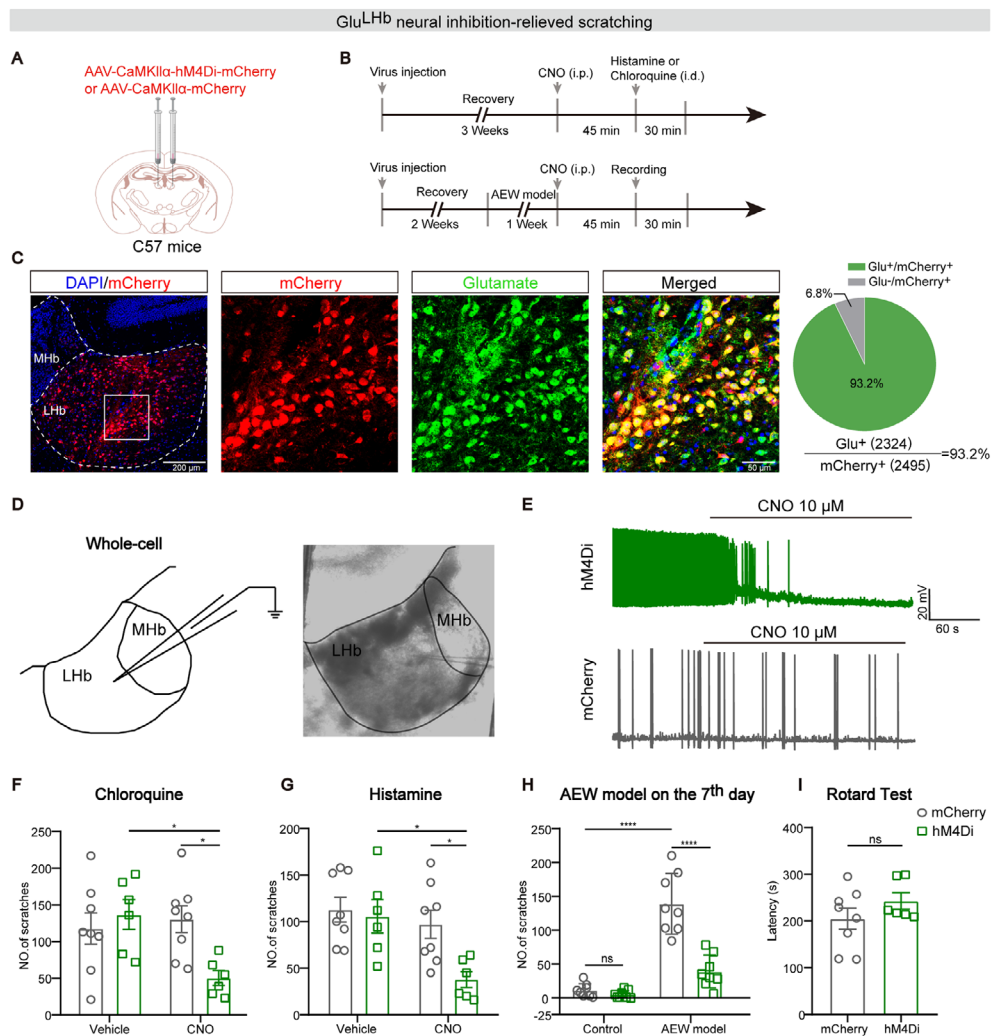 Glu^LHb neural inhibition-relieved scratching
A
AAV-CaMKIIα-hM4Di-mCherry
or AAV-CaMKIIα-mCherry
C57 mice
B
Virus injection
CNO (i.p.)
Histamine or
Chloroquine (i.d.)
Recovery
3 Weeks
45 min
30 min
Virus injection
CNO (i.p.)
Recording
Recovery
AEW model
2 Weeks
1 Week
45 min
30 min
C
DAPI/mCherry
mCherry
Glutamate
Merged
MHb
LHb
200 μm
50 μm
Glu+/mCherry+
Glu-/mCherry+
6.8%
93.2%
Glu+ (2324)
mCherry+ (2495)
=93.2%
D
Whole-cell
MHb
LHb
LHb
MHb
E
CNO 10 μM
hM4Di
20 mV
60 s
CNO 10 μM
mCherry
F
Chloroquine
NO.of scratches
250
200
150
100
50
0
*
*
Vehicle
CNO
G
Histamine
NO.of scratches
200
150
100
50
0
*
*
Vehicle
CNO
H
AEW model on the 7th day
NO.of scratches
250
200
150
100
50
0
-25
****
****
ns
Control
AEW model
I
Rotard Test
mCherry
hM4Di
Latency (s)
400
300
200
100
0
ns
mCherry
hM4Di